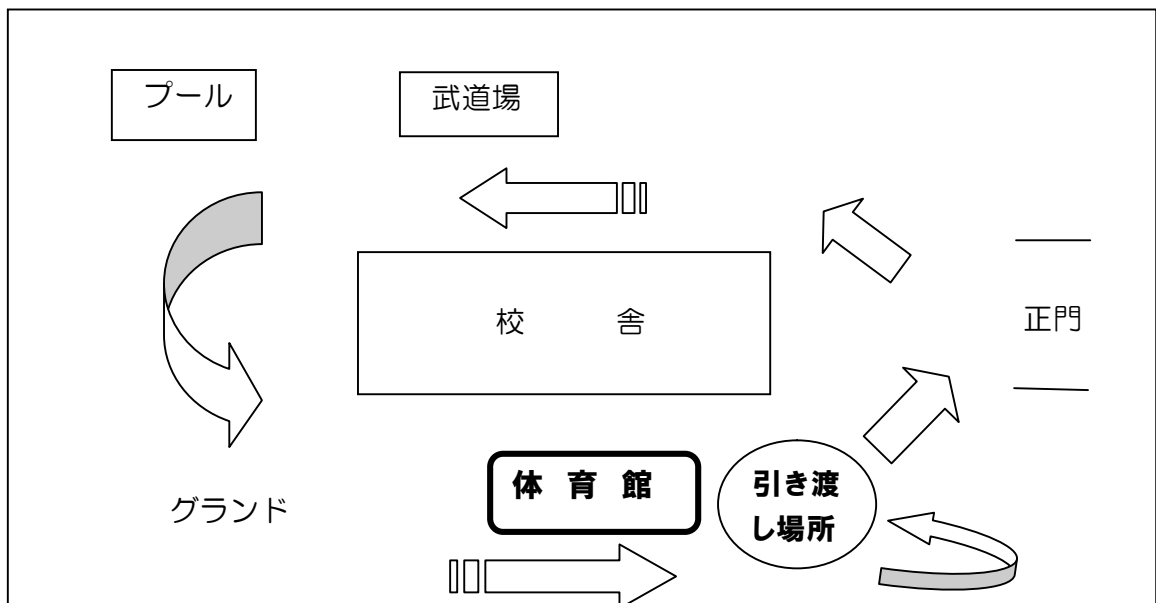 プール
武道場
校　　舎
正門
体 育 館
引き渡
し場所
グランド